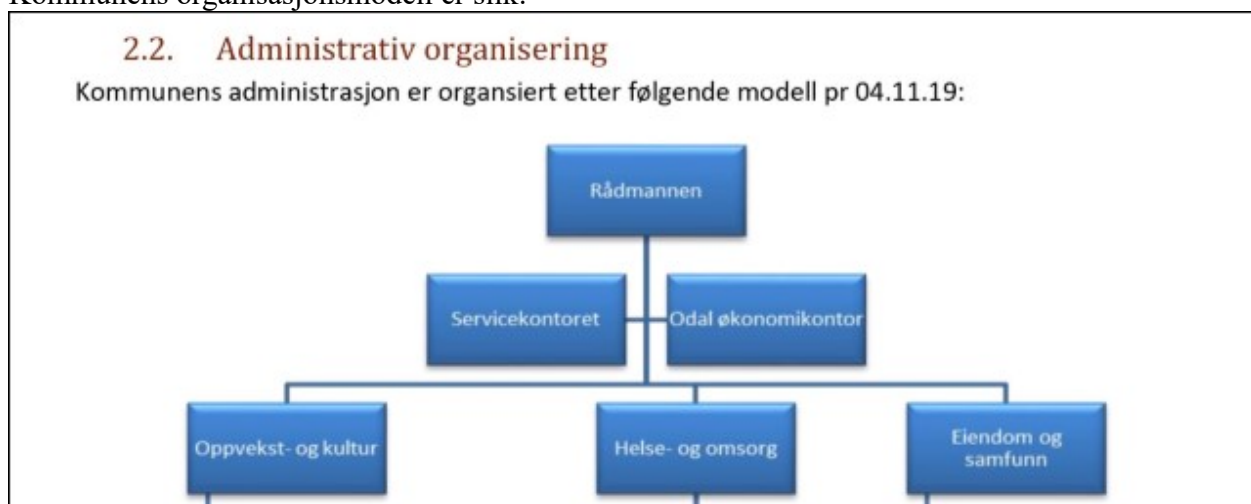 Kommunens organisasjonsmodell er slik:
2.2. Administrativ organisering
Kommunens administrasjon er organsiert etter følgende modell pr 04.11.19:
Rådmannen
Servicekontoret
Odal økonomikontor
Oppvekst- og kultur
Helse- og omsorg
Eiendom og
samfunn